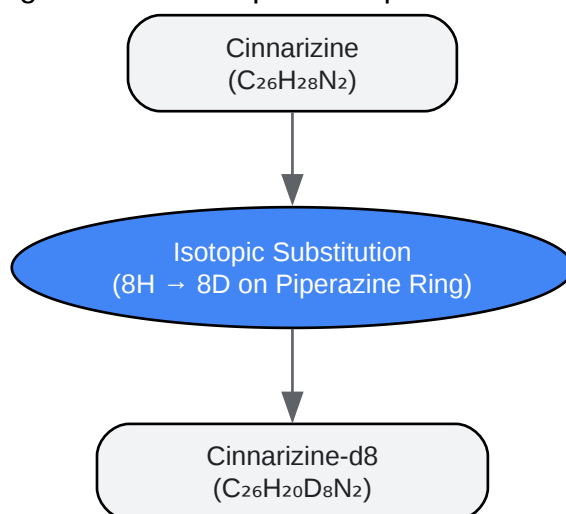 Cinnarizine
(C₂₆H₂₈N₂)
Isotopic Substitution
(8H → 8D on Piperazine Ring)
Cinnarizine-d8
(C₂₆H₂₀D₈N₂)